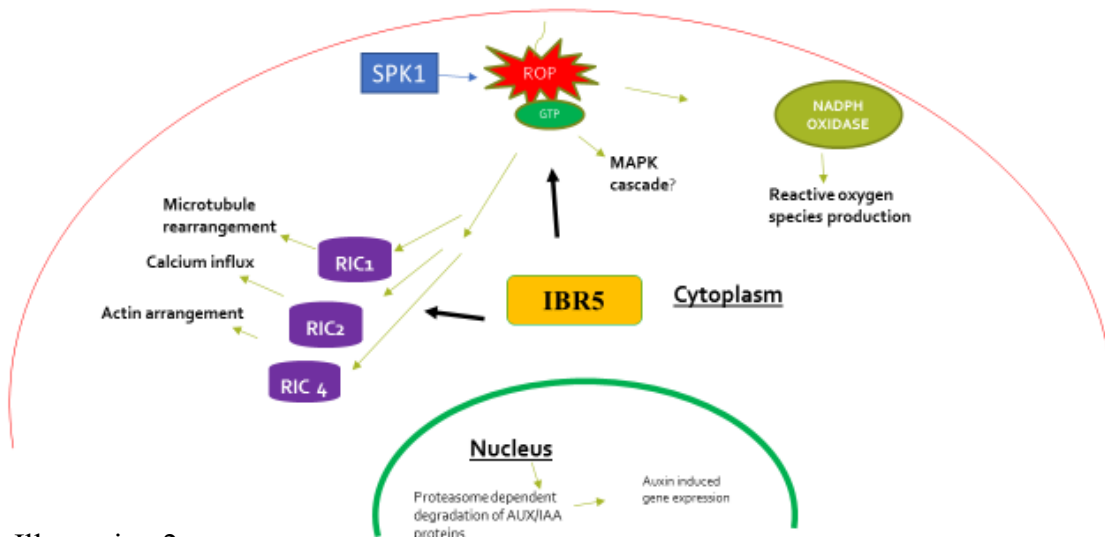 SPK1
ROP
GTP
NADPH
OXIDASE
MAPK
cascade?
Reactive oxygen
species production
Microtubule
rearrangement
RIC1
Calcium influx
RIC2
Actin arrangement
RIC 4
IBR5
Cytoplasm
Nucleus
Proteasome dependent
degradation of AUX/IAA
proteins
Auxin induced
gene expression